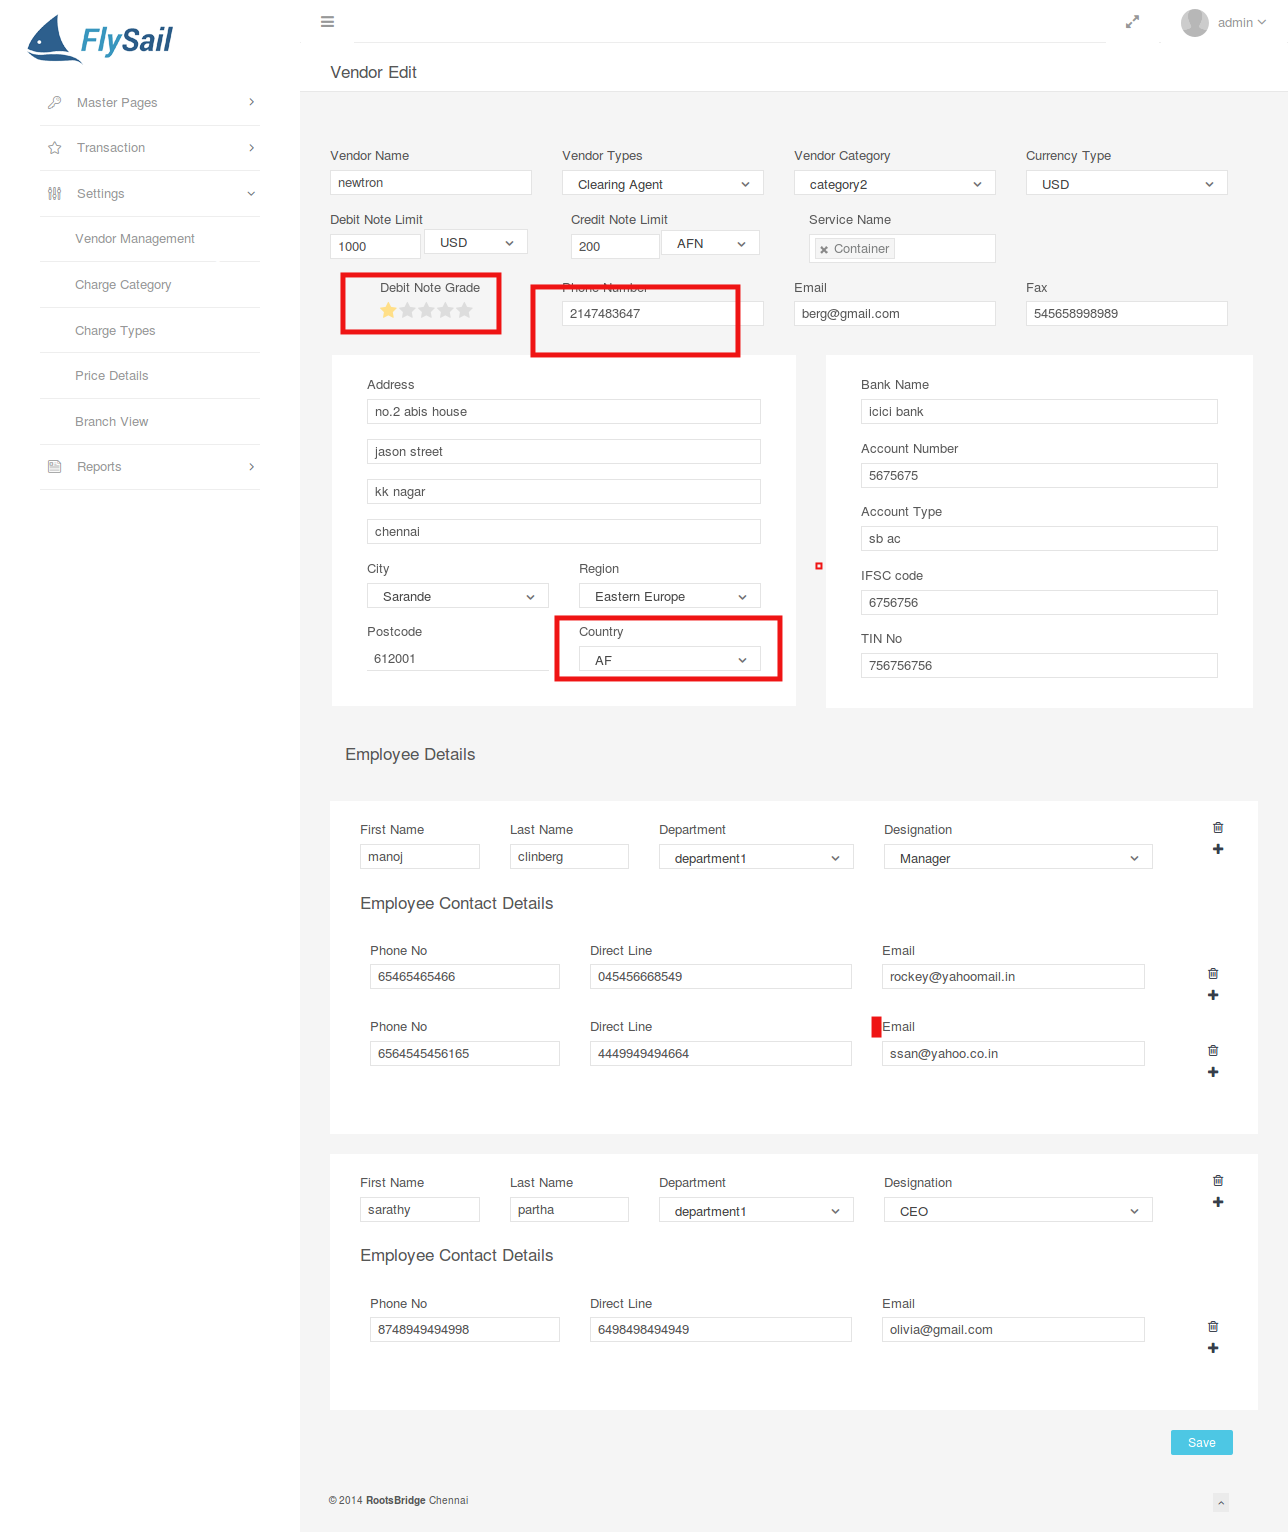 FlySail
admin
Vendor Edit
Master Pages
Transaction
Settings
Vendor Management
Charge Category
Charge Types
Price Details
Branch View
Reports
Vendor Name Vendor Types Vendor Category Currency Type
newtron Clearing Agent category2 USD
Debit Note Limit Credit Note Limit Service Name
1000 USD 200 AFN × Container
Debit Note Grade Phone Number Email Fax
2147483647 berg@gmail.com 545658998989
Address
no.2 abis house
jason street
kk nagar
chennai
City Region
Sarande Eastern Europe
Postcode Country
612001 AF
Bank Name
icici bank
Account Number
5675675
Account Type
sb ac
IFSC code
6756756
TIN No
756756756
Employee Details
First Name Last Name Department Designation
manoj clinberg department1 Manager
Employee Contact Details
Phone No Direct Line Email
65465465466 045456668549 rockey@yahoomail.in
Phone No Direct Line Email
6564545456165 4449949494664 ssan@yahoo.co.in
First Name Last Name Department Designation
sarathy partha department1 CEO
Employee Contact Details
Phone No Direct Line Email
8748949494998 6498498494949 olivia@gmail.com
Save
© 2014 RootsBridge Chennai